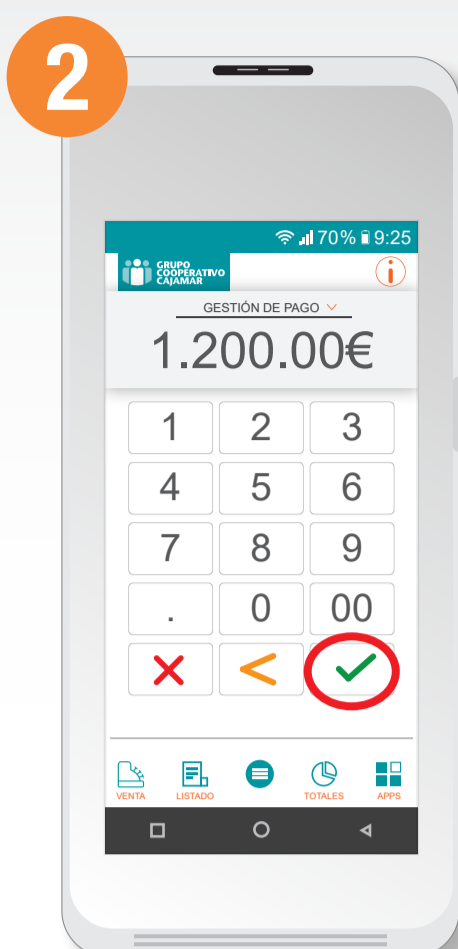 2
70% 9:25
GRUPO
COOPERATIVO
CAJAMAR
i
GESTIÓN DE PAGO
1.200.00€
1 2 3
4 5 6
7 8 9
. 0 00
VENTA LISTADO TOTALES APPS